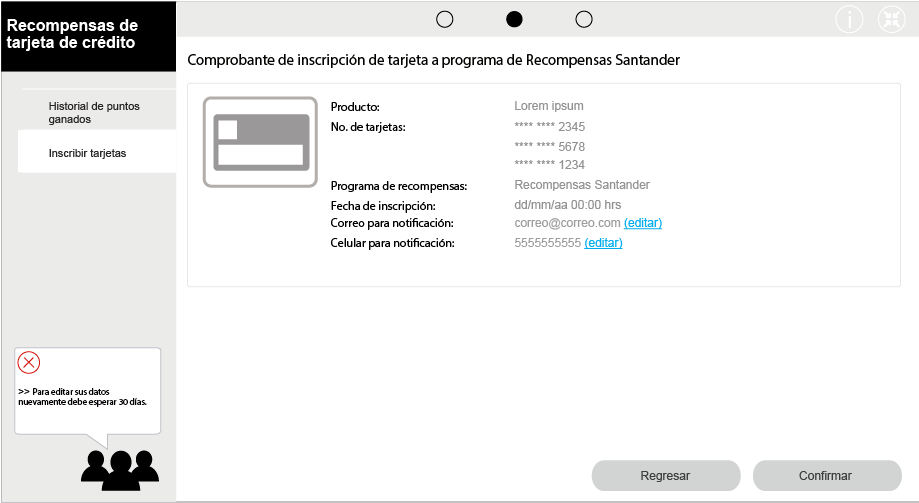 Recompensas de
tarjeta de crédito
Historial de puntos
ganados
Inscribir tarjetas
Comprobante de inscripción de tarjeta a programa de Recompensas Santander
Producto: Lorem ipsum
No. de tarjetas: **** **** 2345
**** **** 5678
**** **** 1234
Programa de recompensas: Recompensas Santander
Fecha de inscripción: dd/mm/aa 00:00 hrs
Correo para notificación: correo@correo.com (editar)
Celular para notificación: 5555555555 (editar)
>> Para editar sus datos
nuevamente debe esperar 30 días.
Regresar Confirmar